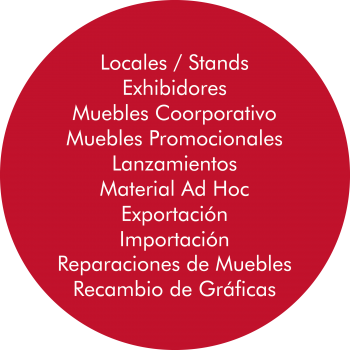 Locales / Stands
Exhibidores
Muebles Coorporativo
Muebles Promocionales
Lanzamientos
Material Ad Hoc
Exportación
Importación
Reparaciones de Muebles
Recambio de Gráficas